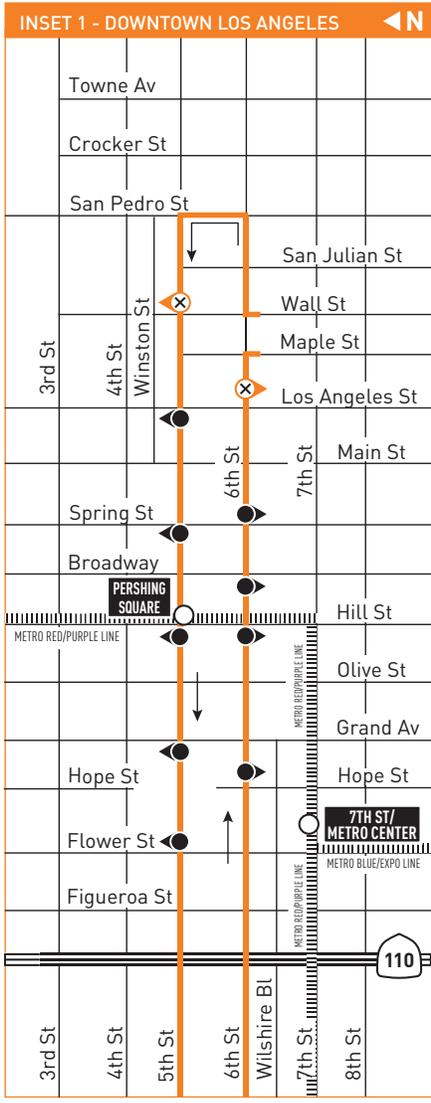 INSET 1 - DOWNTOWN LOS ANGELES
N
Towne Av
Crocker St
San Pedro St
San Julian St
Wall St
Maple St
3rd St
4th St
Winston St
Los Angeles St
Main St
6th St
7th St
Spring St
Broadway
PERSHING
SQUARE
Hill St
METRO RED/PURPLE LINE
METRO RED/PURPLE LINE
Olive St
Grand Av
Hope St
Hope St
7TH ST/
METRO CENTER
Flower St
METRO BLUE/EXPO LINE
METRO RED/PURPLE LINE
Figueroa St
110
3rd St
4th St
5th St
6th St
Wilshire Bl
7th St
8th St